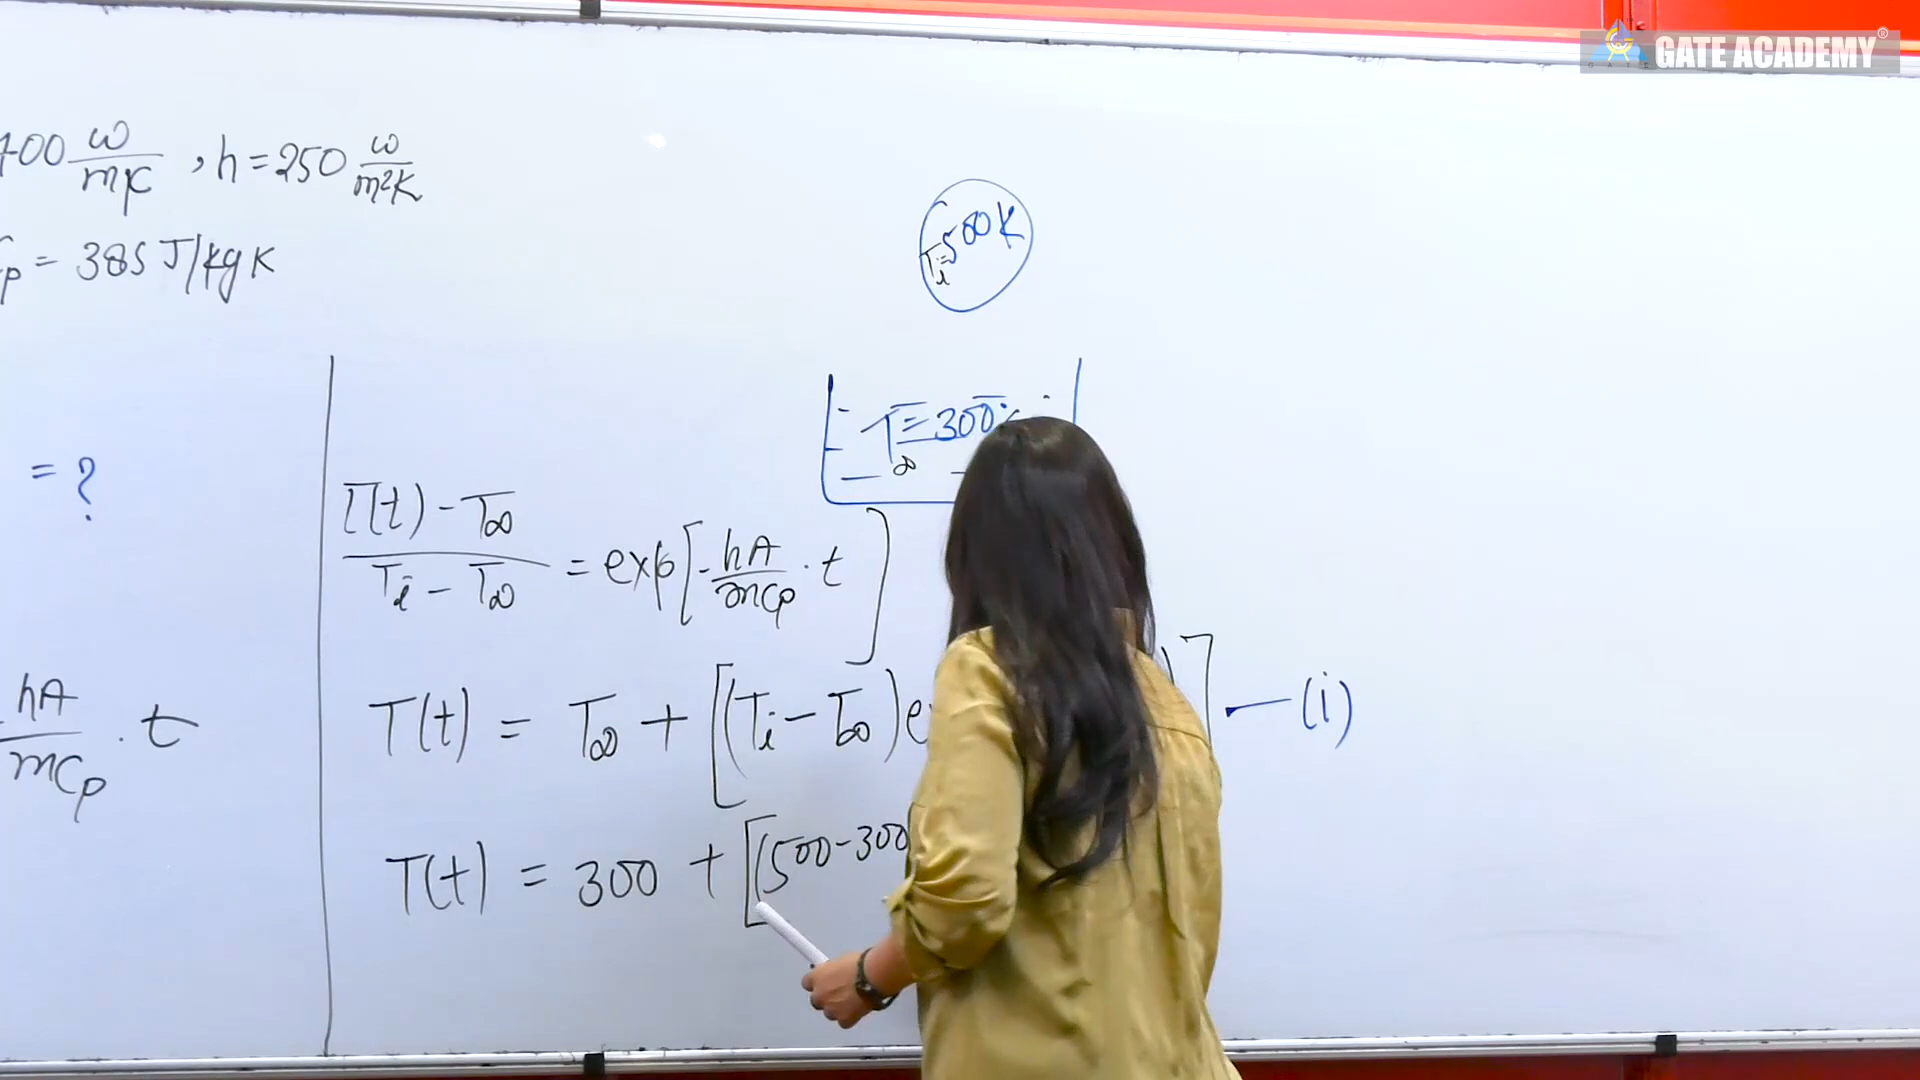 GATE ACADEMY®
400 w/mK , h = 250 w/m²K
Cp = 385 J/kgK
Ti = 500 K
T∞ = 300
= ?
(T(t) - T∞)/(Ti - T∞) = exp[-hA/mCp · t]
hA/mCp · t
T(t) = T∞ + [(Ti - T∞)e ] — (i)
T(t) = 300 + [(500-300